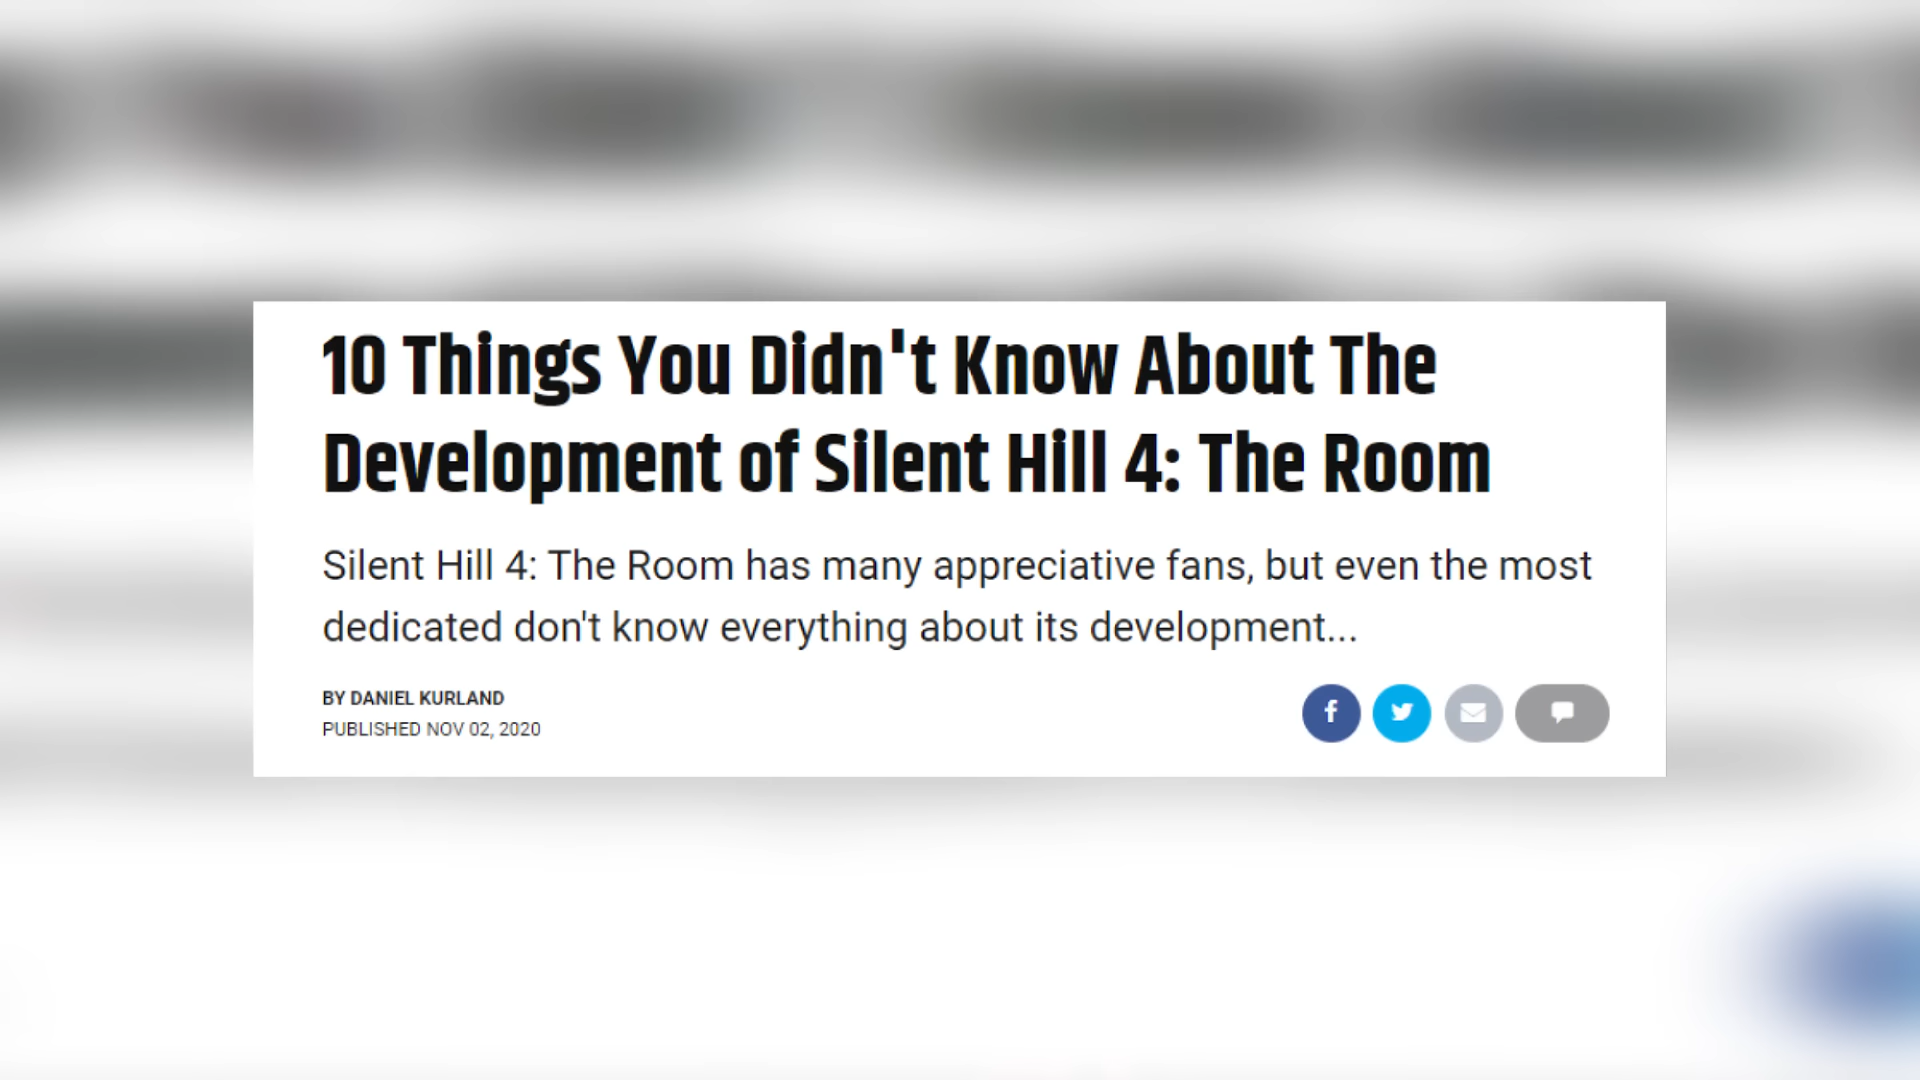 10 Things You Didn't Know About The
Development of Silent Hill 4: The Room
Silent Hill 4: The Room has many appreciative fans, but even the most
dedicated don't know everything about its development...
BY DANIEL KURLAND
PUBLISHED NOV 02, 2020